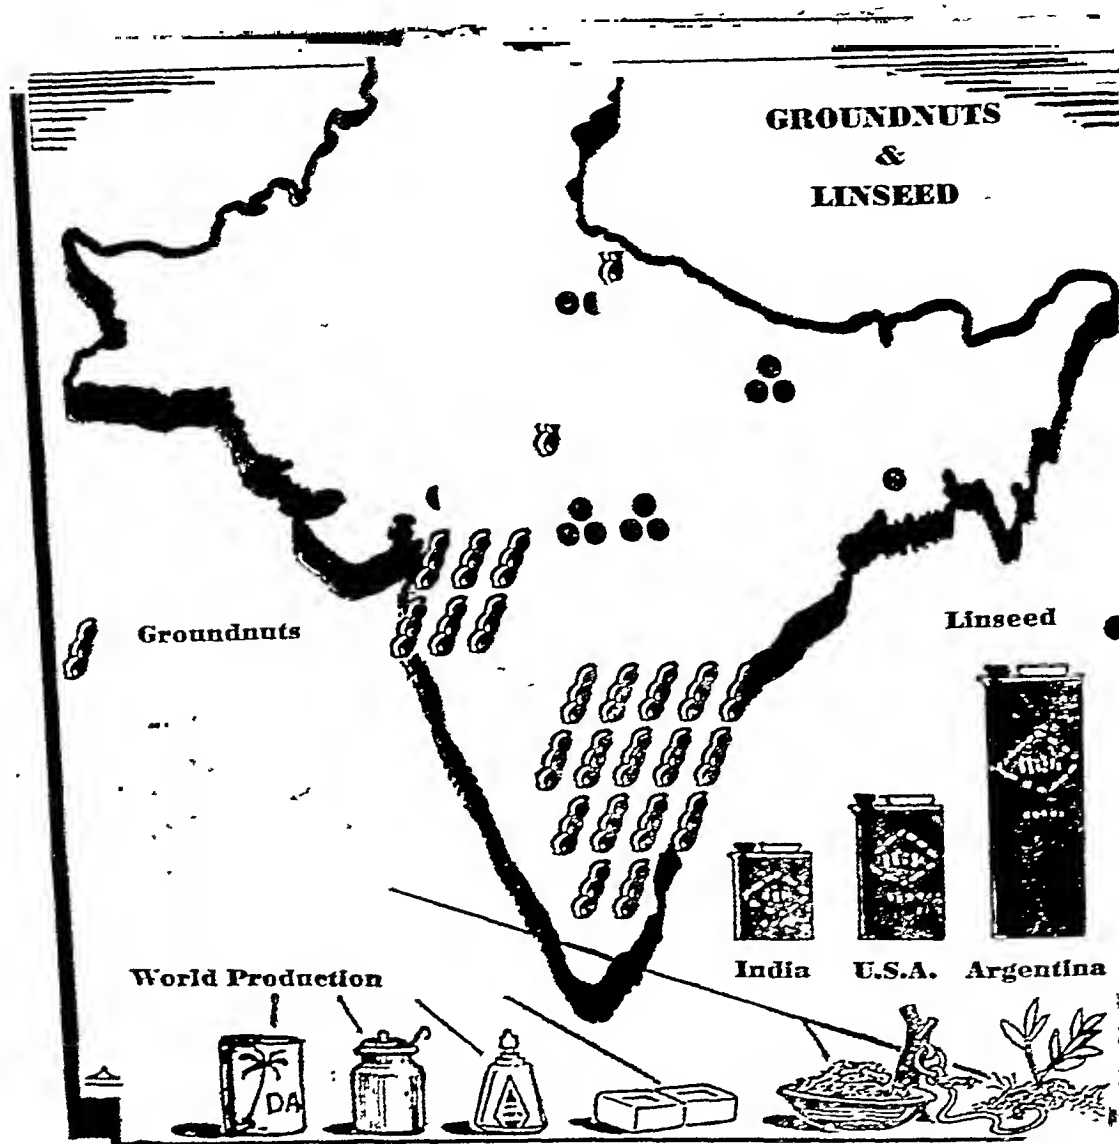 GROUNDNUTS
&
LINSEED
Groundnuts
Linseed
India
U.S.A.
Argentina
World Production
DA